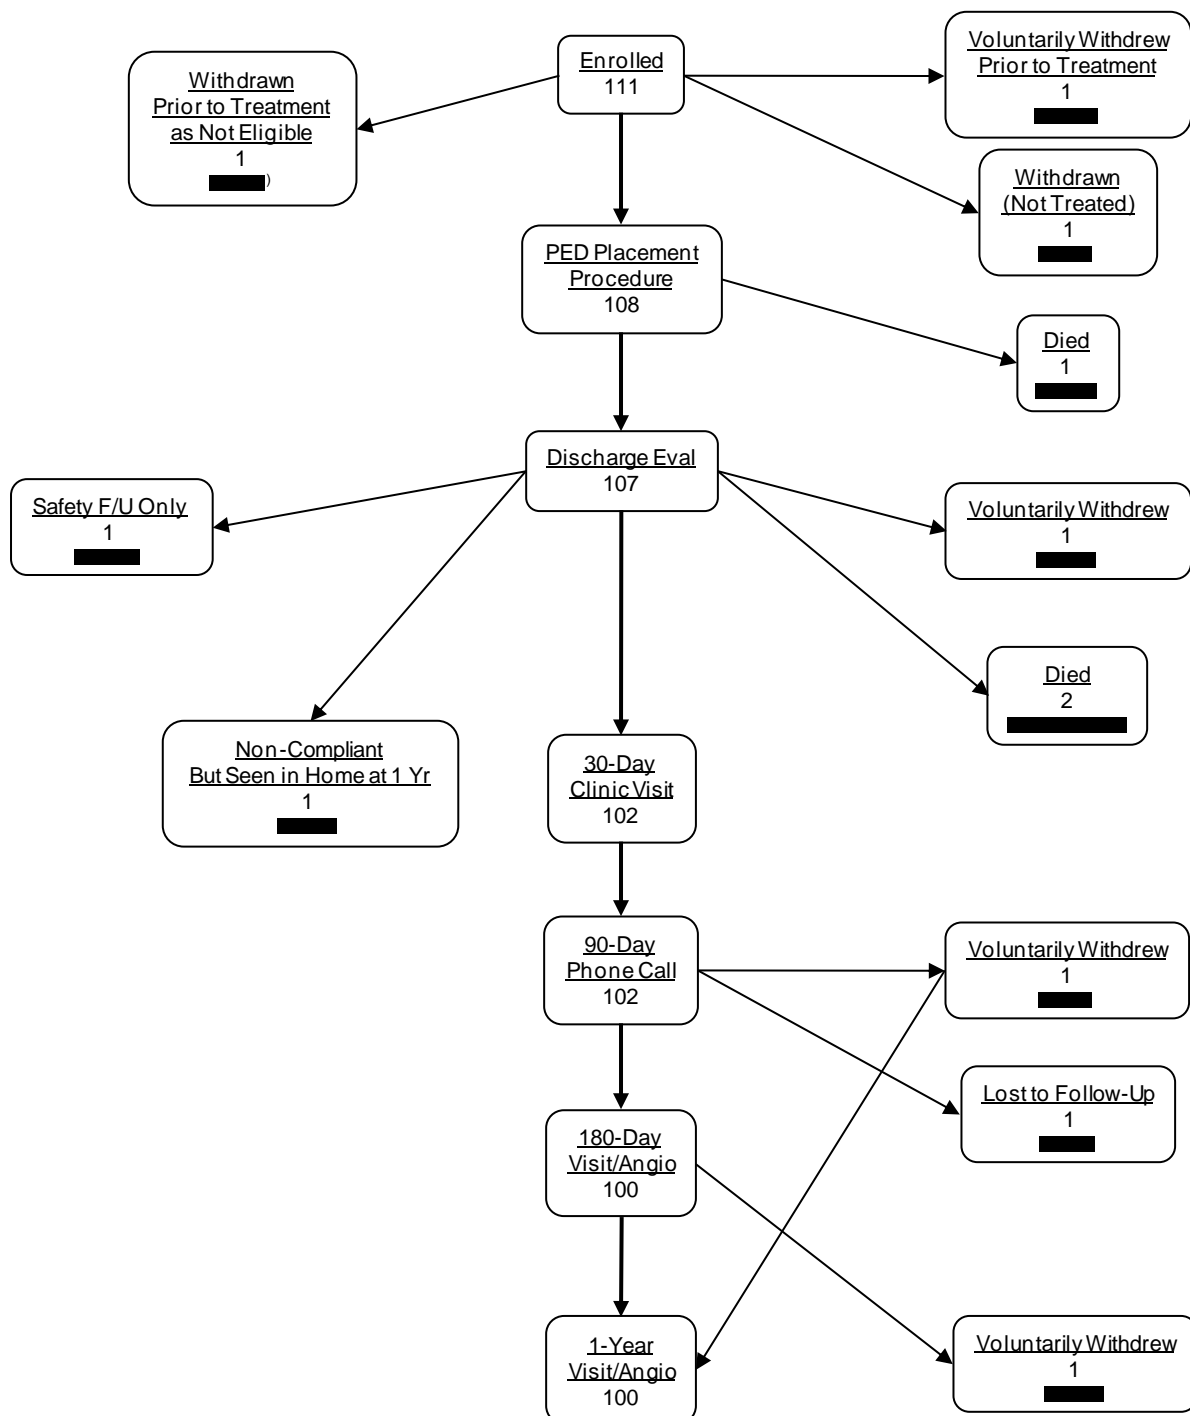 Enrolled
111
Voluntarily Withdrew
Prior to Treatment
1
Withdrawn
Prior to Treatment
as Not Eligible
1
)
Withdrawn
(Not Treated)
1
PED Placement
Procedure
108
Died
1
Discharge Eval
107
Safety F/U Only
1
Voluntarily Withdrew
1
Died
2
Non-Compliant
But Seen in Home at 1 Yr
1
30-Day
Clinic Visit
102
90-Day
Phone Call
102
Voluntarily Withdrew
1
Lost to Follow-Up
1
180-Day
Visit/Angio
100
1-Year
Visit/Angio
100
Voluntarily Withdrew
1